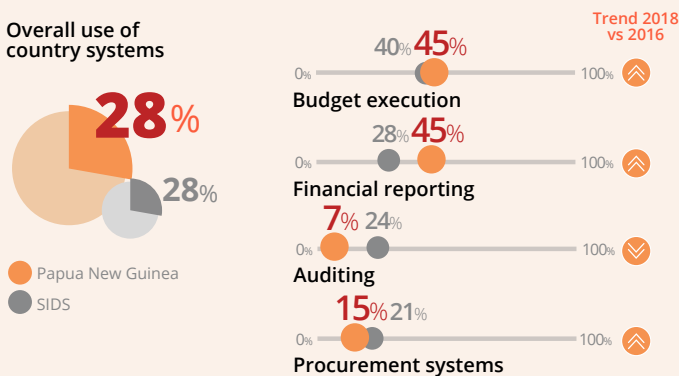 Overall use of
country systems
28%
28%
Papua New Guinea
SIDS
Trend 2018
vs 2016
40% 45%
0% 100%
Budget execution
28% 45%
0% 100%
Financial reporting
7% 24%
0% 100%
Auditing
15% 21%
0% 100%
Procurement systems